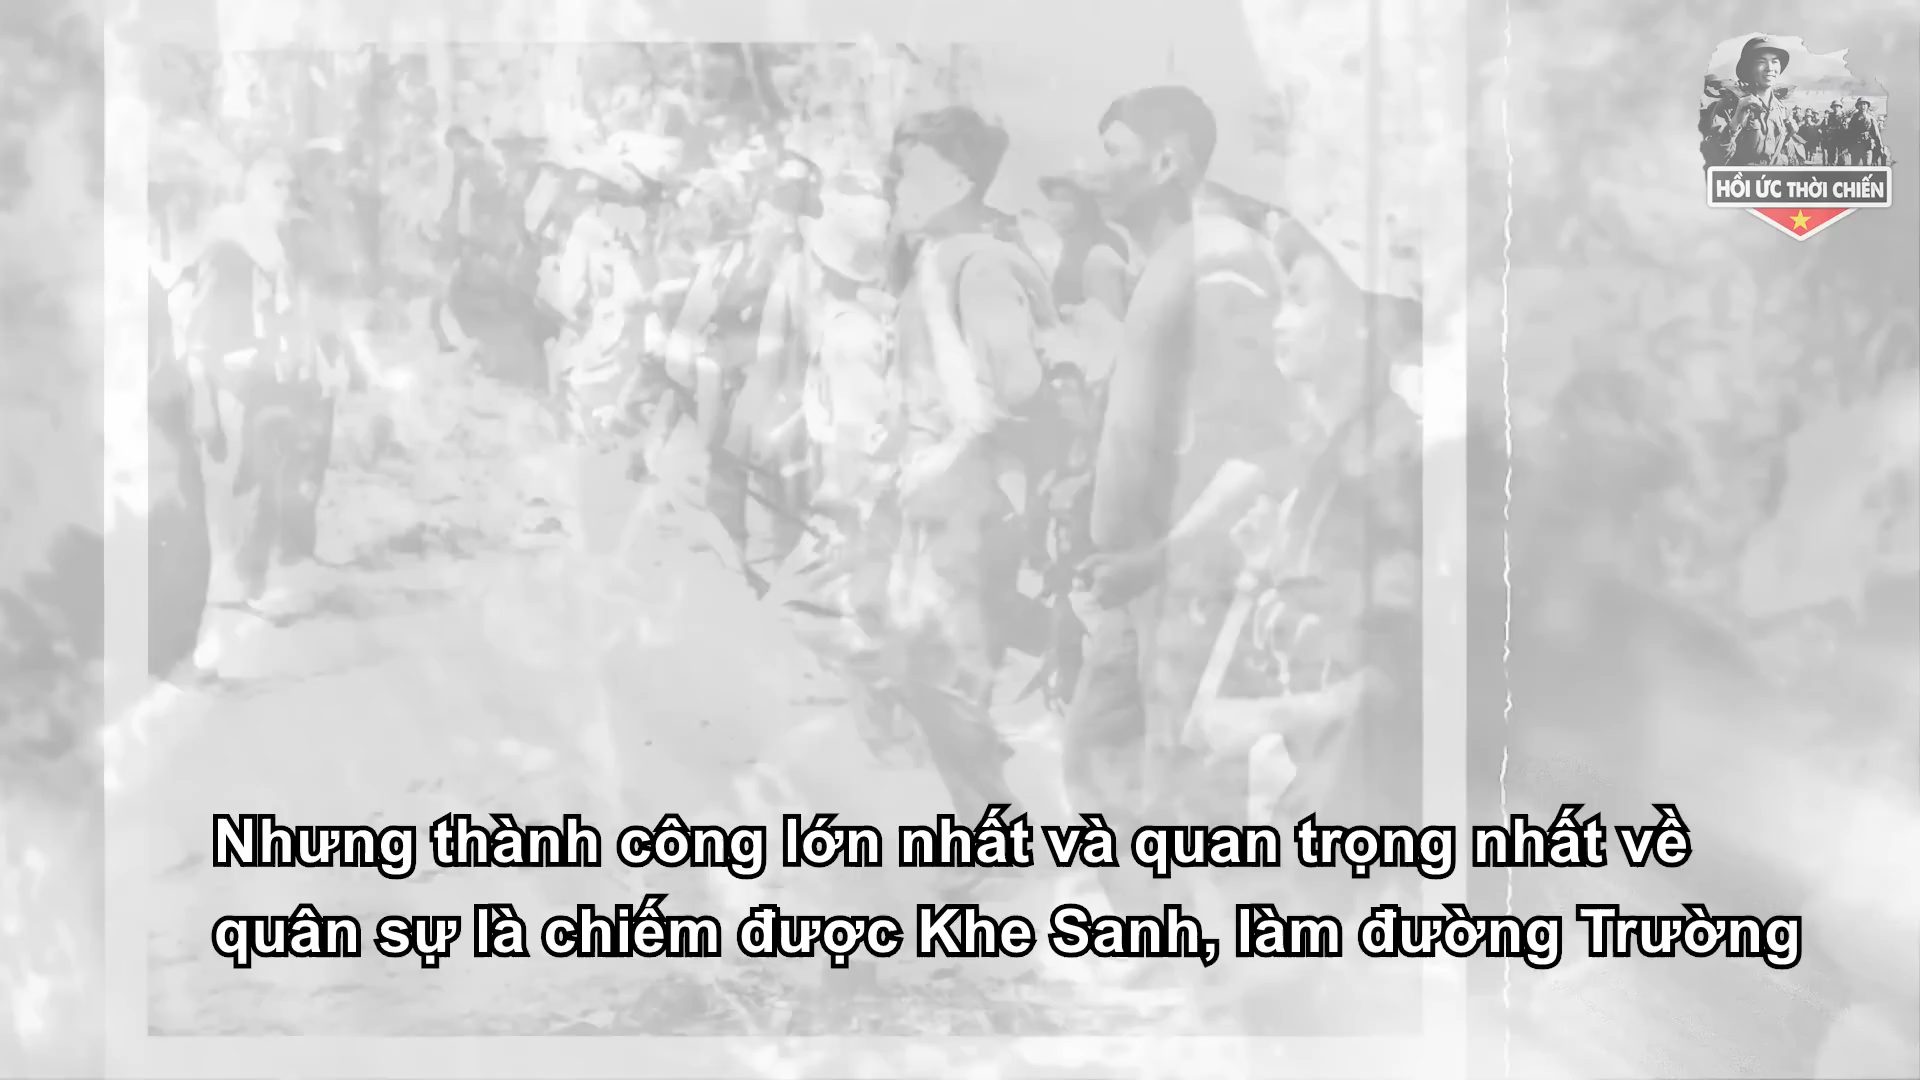 HỒI ỨC THỜI CHIẾN
Nhưng thành công lớn nhất và quan trọng nhất về
quân sự là chiếm được Khe Sanh, làm đường Trường